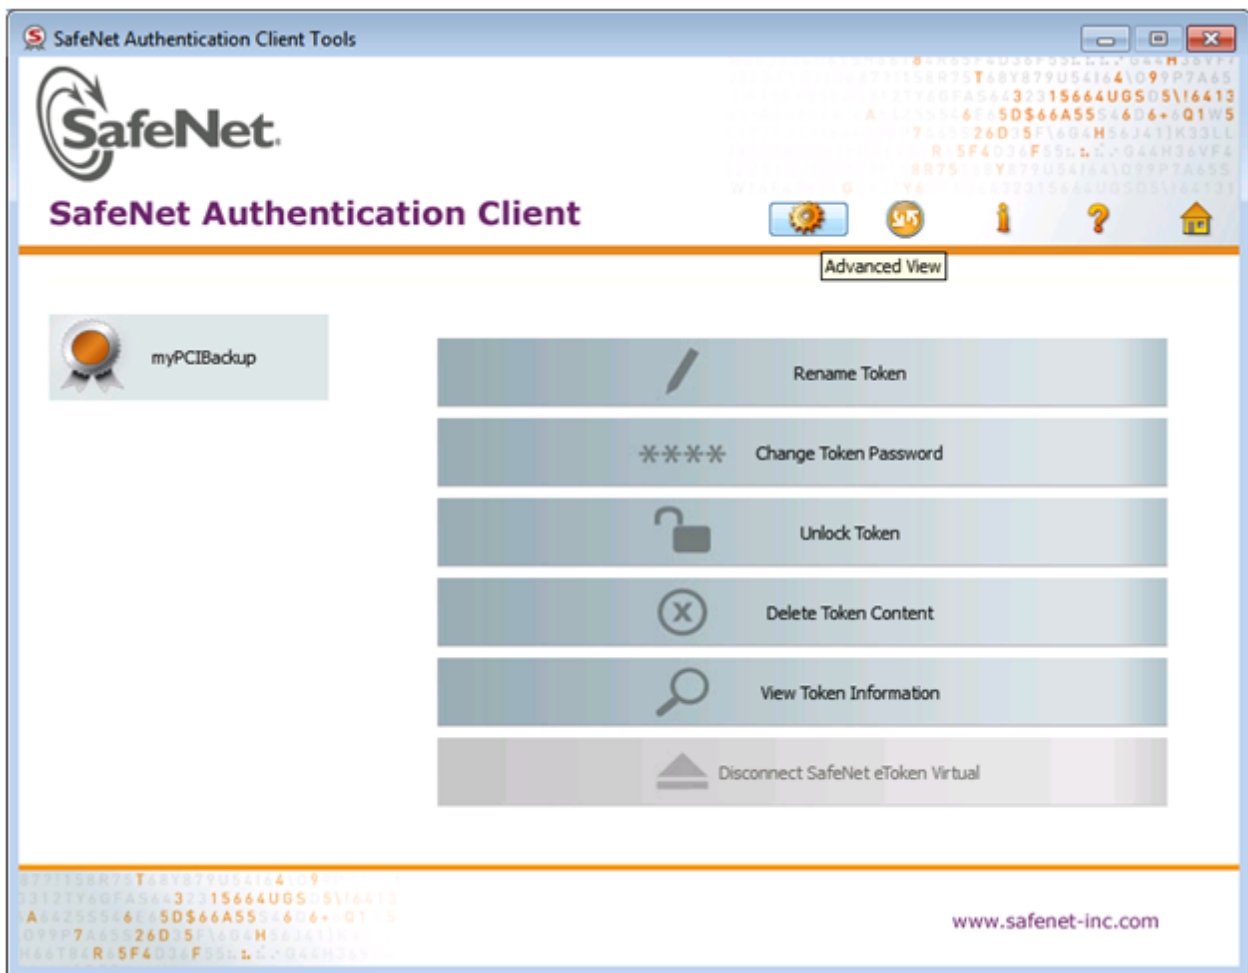 SafeNet Authentication Client Tools
SafeNet.
SafeNet Authentication Client
Advanced View
myPCIBackup
Rename Token
**** Change Token Password
Unlock Token
Delete Token Content
View Token Information
Disconnect SafeNet eToken Virtual
www.safenet-inc.com